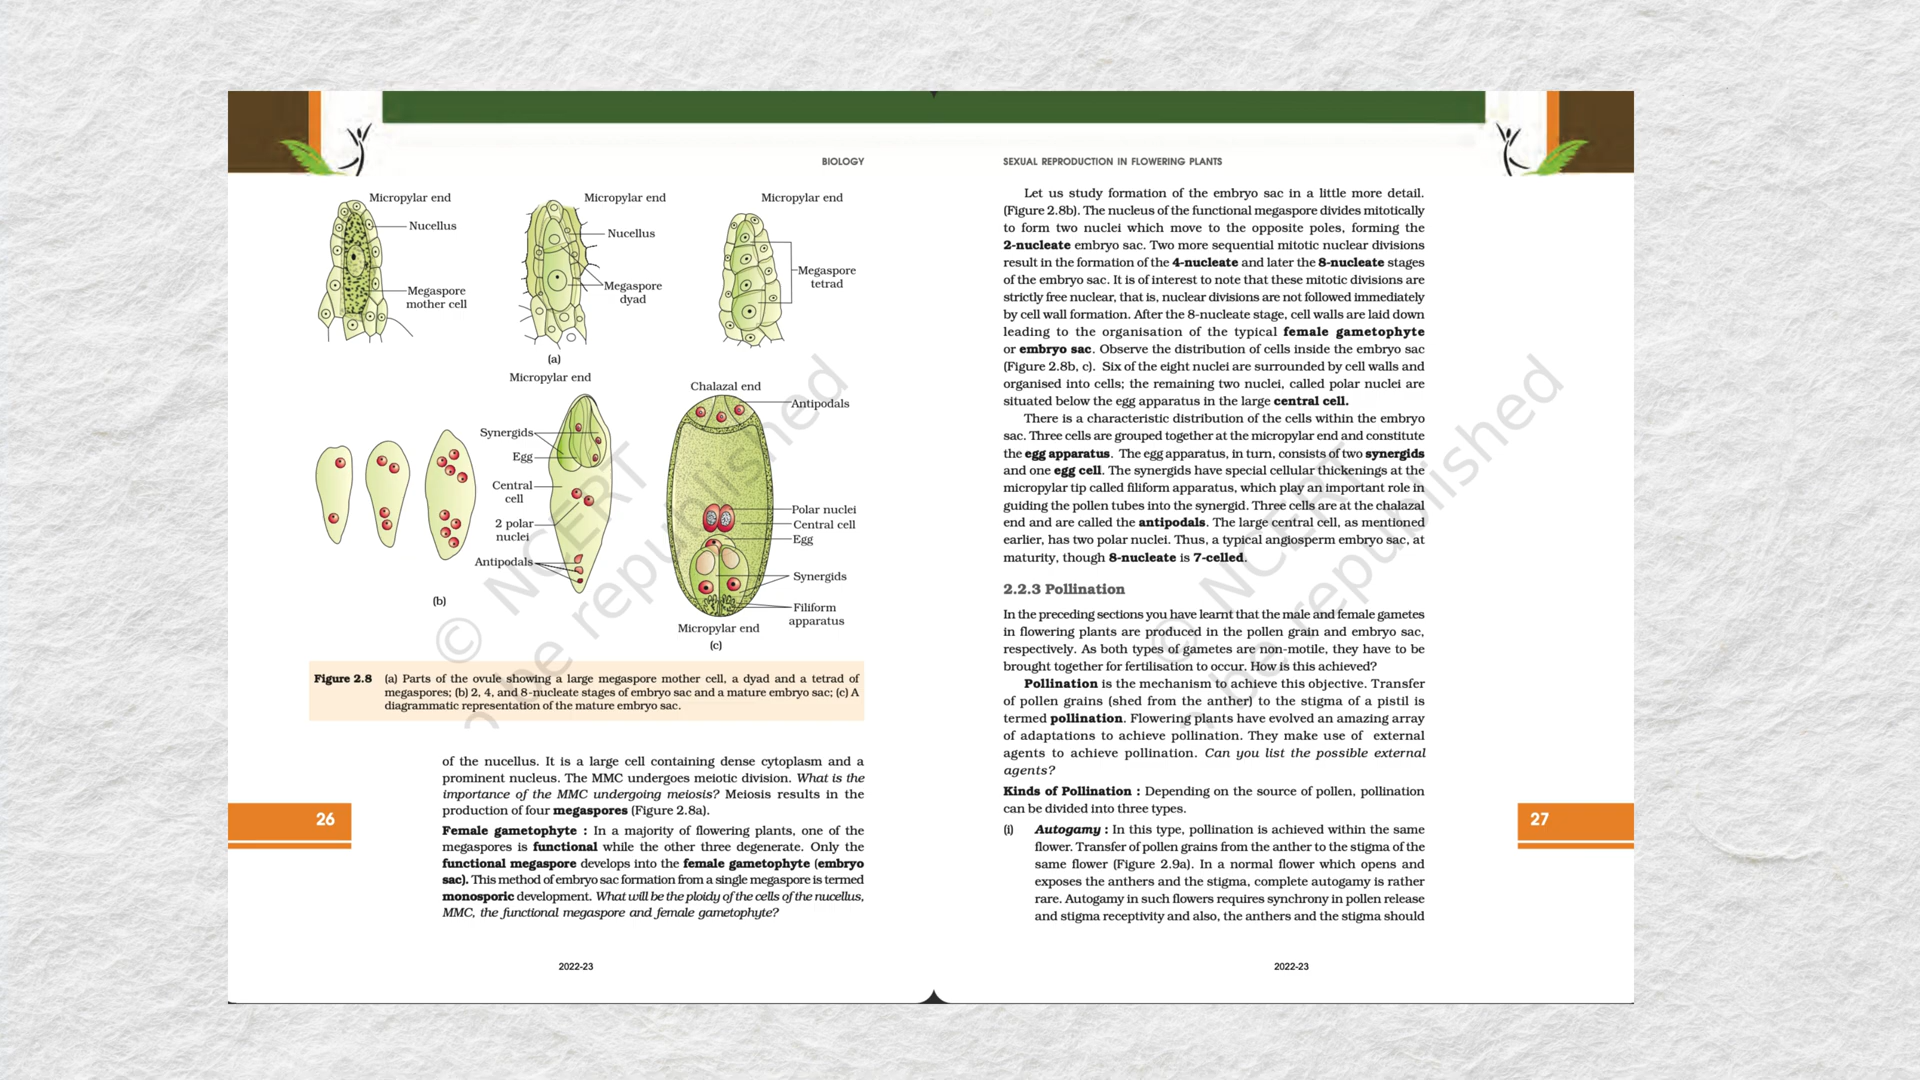 BIOLOGY
Micropylar end
Nucellus
Megaspore
mother cell
Micropylar end
Nucellus
Megaspore
dyad
Micropylar end
Megaspore
tetrad
(a)
Micropylar end
Synergids
Egg
Central
cell
2 polar
nuclei
Antipodals
(b)
Chalazal end
Antipodals
Polar nuclei
Central cell
Egg
Synergids
Filiform
apparatus
Micropylar end
(c)
© NCERT
be republished
Figure 2.8 (a) Parts of the ovule showing a large megaspore mother cell, a dyad and a tetrad of
megaspores; (b) 2, 4, and 8-nucleate stages of embryo sac and a mature embryo sac; (c) A
diagrammatic representation of the mature embryo sac.
of the nucellus. It is a large cell containing dense cytoplasm and a
prominent nucleus. The MMC undergoes meiotic division. What is the
importance of the MMC undergoing meiosis? Meiosis results in the
production of four megaspores (Figure 2.8a).
Female gametophyte : In a majority of flowering plants, one of the
megaspores is functional while the other three degenerate. Only the
functional megaspore develops into the female gametophyte (embryo
sac). This method of embryo sac formation from a single megaspore is termed
monosporic development. What will be the ploidy of the cells of the nucellus,
MMC, the functional megaspore and female gametophyte?
26
2022-23
SEXUAL REPRODUCTION IN FLOWERING PLANTS
Let us study formation of the embryo sac in a little more detail.
(Figure 2.8b). The nucleus of the functional megaspore divides mitotically
to form two nuclei which move to the opposite poles, forming the
2-nucleate embryo sac. Two more sequential mitotic nuclear divisions
result in the formation of the 4-nucleate and later the 8-nucleate stages
of the embryo sac. It is of interest to note that these mitotic divisions are
strictly free nuclear, that is, nuclear divisions are not followed immediately
by cell wall formation. After the 8-nucleate stage, cell walls are laid down
leading to the organisation of the typical female gametophyte
or embryo sac. Observe the distribution of cells inside the embryo sac
(Figure 2.8b, c). Six of the eight nuclei are surrounded by cell walls and
organised into cells; the remaining two nuclei, called polar nuclei are
situated below the egg apparatus in the large central cell.
There is a characteristic distribution of the cells within the embryo
sac. Three cells are grouped together at the micropylar end and constitute
the egg apparatus. The egg apparatus, in turn, consists of two synergids
and one egg cell. The synergids have special cellular thickenings at the
micropylar tip called filiform apparatus, which play an important role in
guiding the pollen tubes into the synergid. Three cells are at the chalazal
end and are called the antipodals. The large central cell, as mentioned
earlier, has two polar nuclei. Thus, a typical angiosperm embryo sac, at
maturity, though 8-nucleate is 7-celled.
2.2.3 Pollination
In the preceding sections you have learnt that the male and female gametes
in flowering plants are produced in the pollen grain and embryo sac,
respectively. As both types of gametes are non-motile, they have to be
brought together for fertilisation to occur. How is this achieved?
Pollination is the mechanism to achieve this objective. Transfer
of pollen grains (shed from the anther) to the stigma of a pistil is
termed pollination. Flowering plants have evolved an amazing array
of adaptations to achieve pollination. They make use of external
agents to achieve pollination. Can you list the possible external
agents?
Kinds of Pollination : Depending on the source of pollen, pollination
can be divided into three types.
(i) Autogamy : In this type, pollination is achieved within the same
flower. Transfer of pollen grains from the anther to the stigma of the
same flower (Figure 2.9a). In a normal flower which opens and
exposes the anthers and the stigma, complete autogamy is rather
rare. Autogamy in such flowers requires synchrony in pollen release
and stigma receptivity and also, the anthers and the stigma should
© NCERT
be republished
27
2022-23